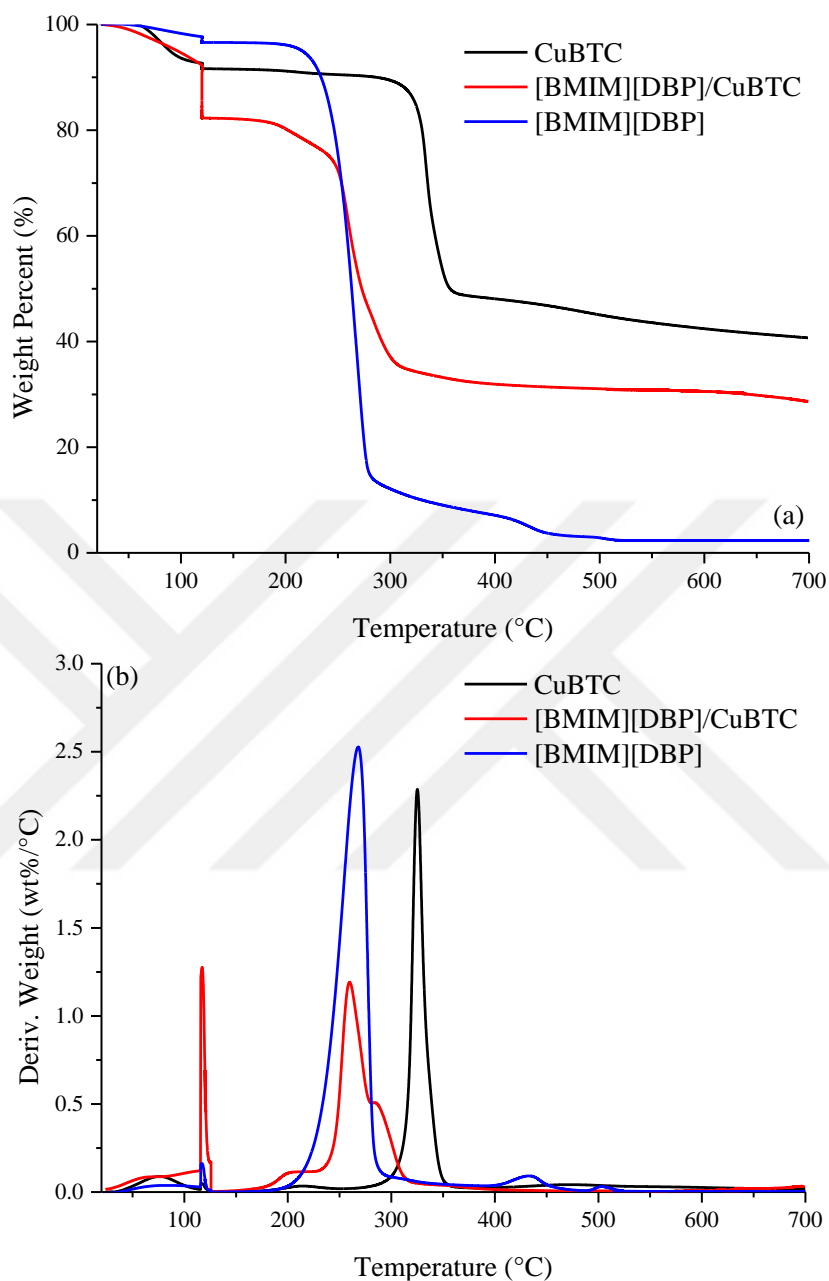 100
80
60
40
20
0
Weight Percent (%)
CuBTC
[BMIM][DBP]/CuBTC
[BMIM][DBP]
(a)
100 200 300 400 500 600 700
Temperature (°C)
3.0
2.5
2.0
1.5
1.0
0.5
0.0
Deriv. Weight (wt%/°C)
(b)
CuBTC
[BMIM][DBP]/CuBTC
[BMIM][DBP]
100 200 300 400 500 600 700
Temperature (°C)